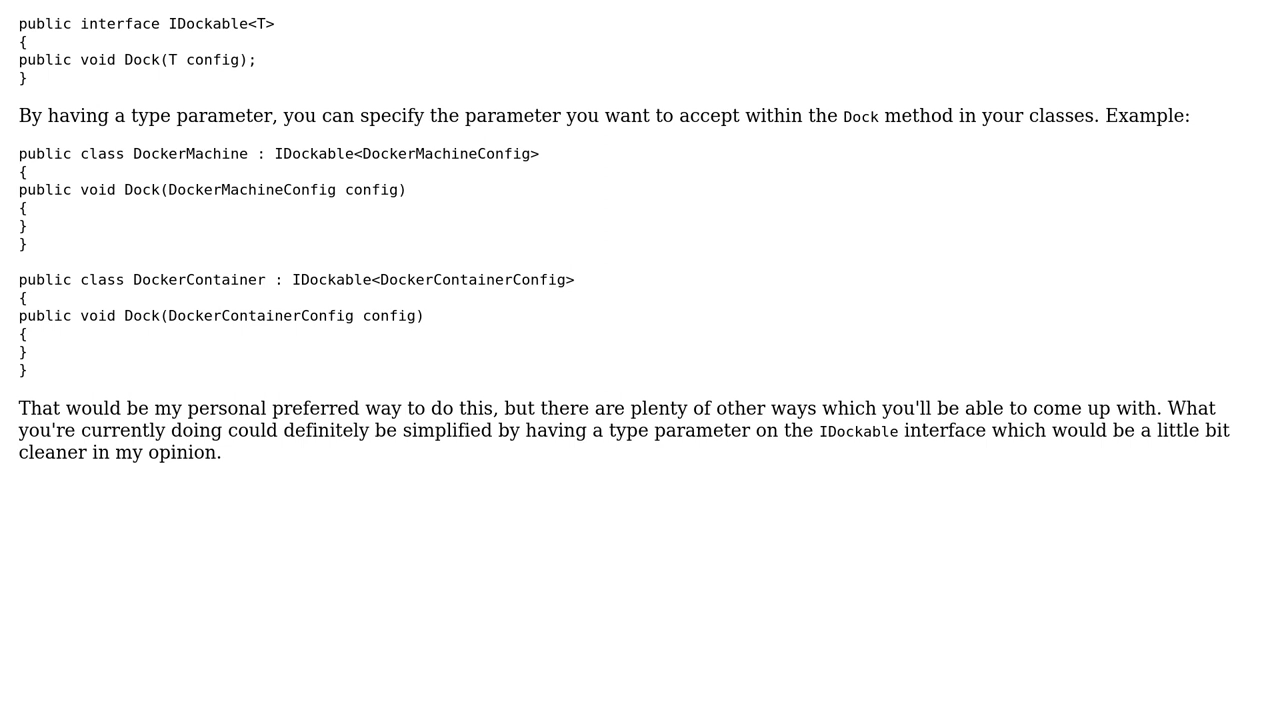 public interface IDockable<T>
{
public void Dock(T config);
}
By having a type parameter, you can specify the parameter you want to accept within the Dock method in your classes. Example:
public class DockerMachine : IDockable<DockerMachineConfig>
{
public void Dock(DockerMachineConfig config)
{
}
}
public class DockerContainer : IDockable<DockerContainerConfig>
{
public void Dock(DockerContainerConfig config)
{
}
}
That would be my personal preferred way to do this, but there are plenty of other ways which you'll be able to come up with. What
you're currently doing could definitely be simplified by having a type parameter on the IDockable interface which would be a little bit
cleaner in my opinion.